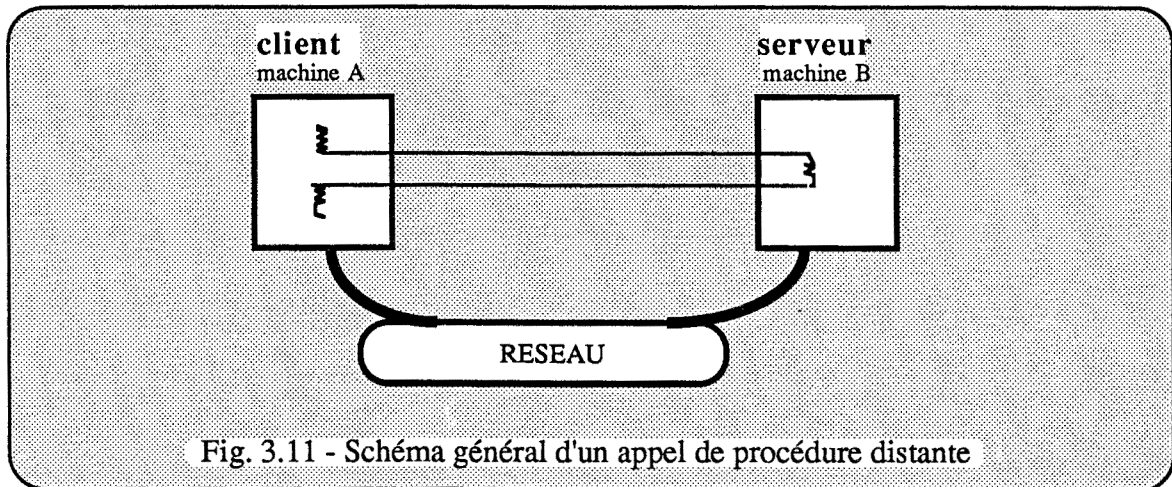 client
machine A
serveur
machine B
RESEAU
Fig. 3.11 - Schéma général d'un appel de procédure distante